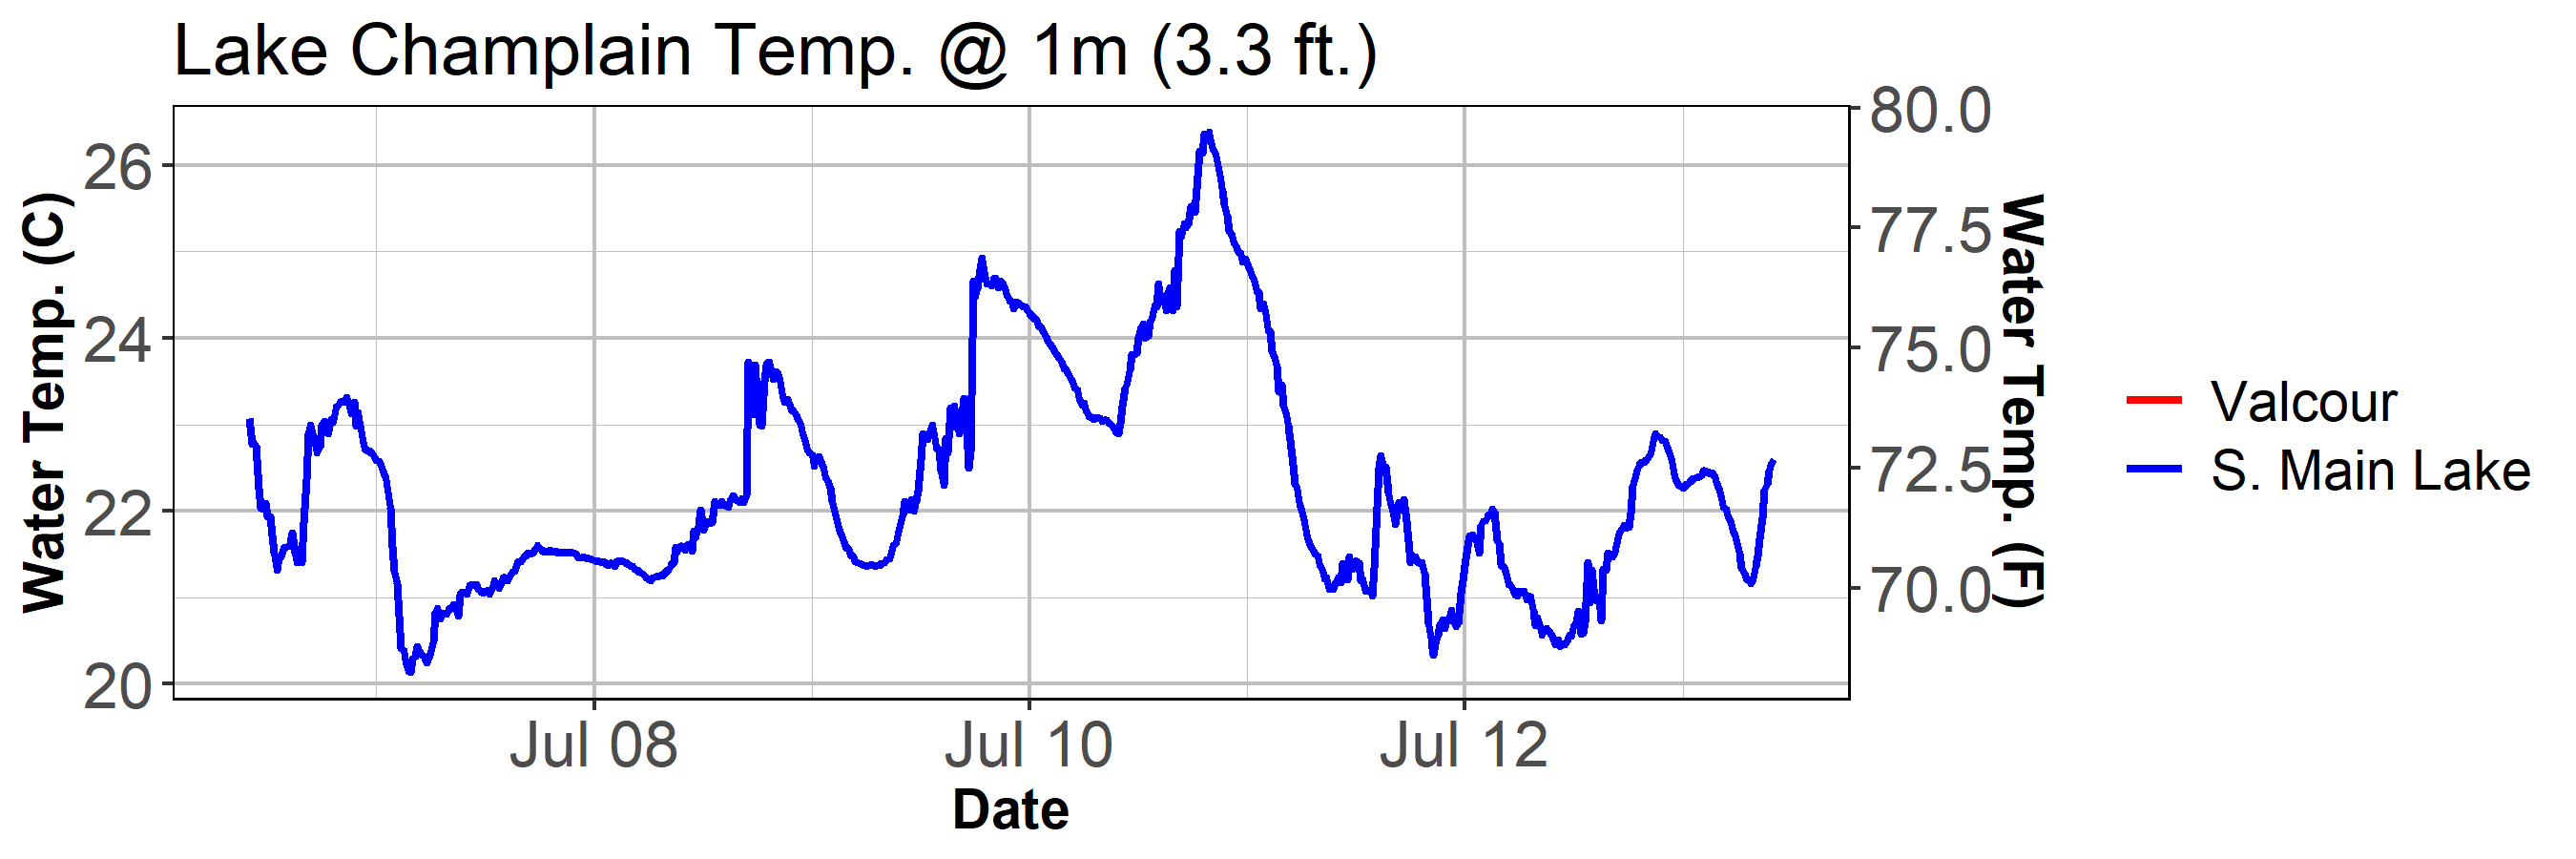 Lake Champlain Temp. @ 1m (3.3 ft.)
Water Temp. (C)
26
24
22
20
80.0
77.5
75.0
72.5
70.0
Water Temp. (F)
Jul 08
Jul 10
Jul 12
Date
Valcour
S. Main Lake